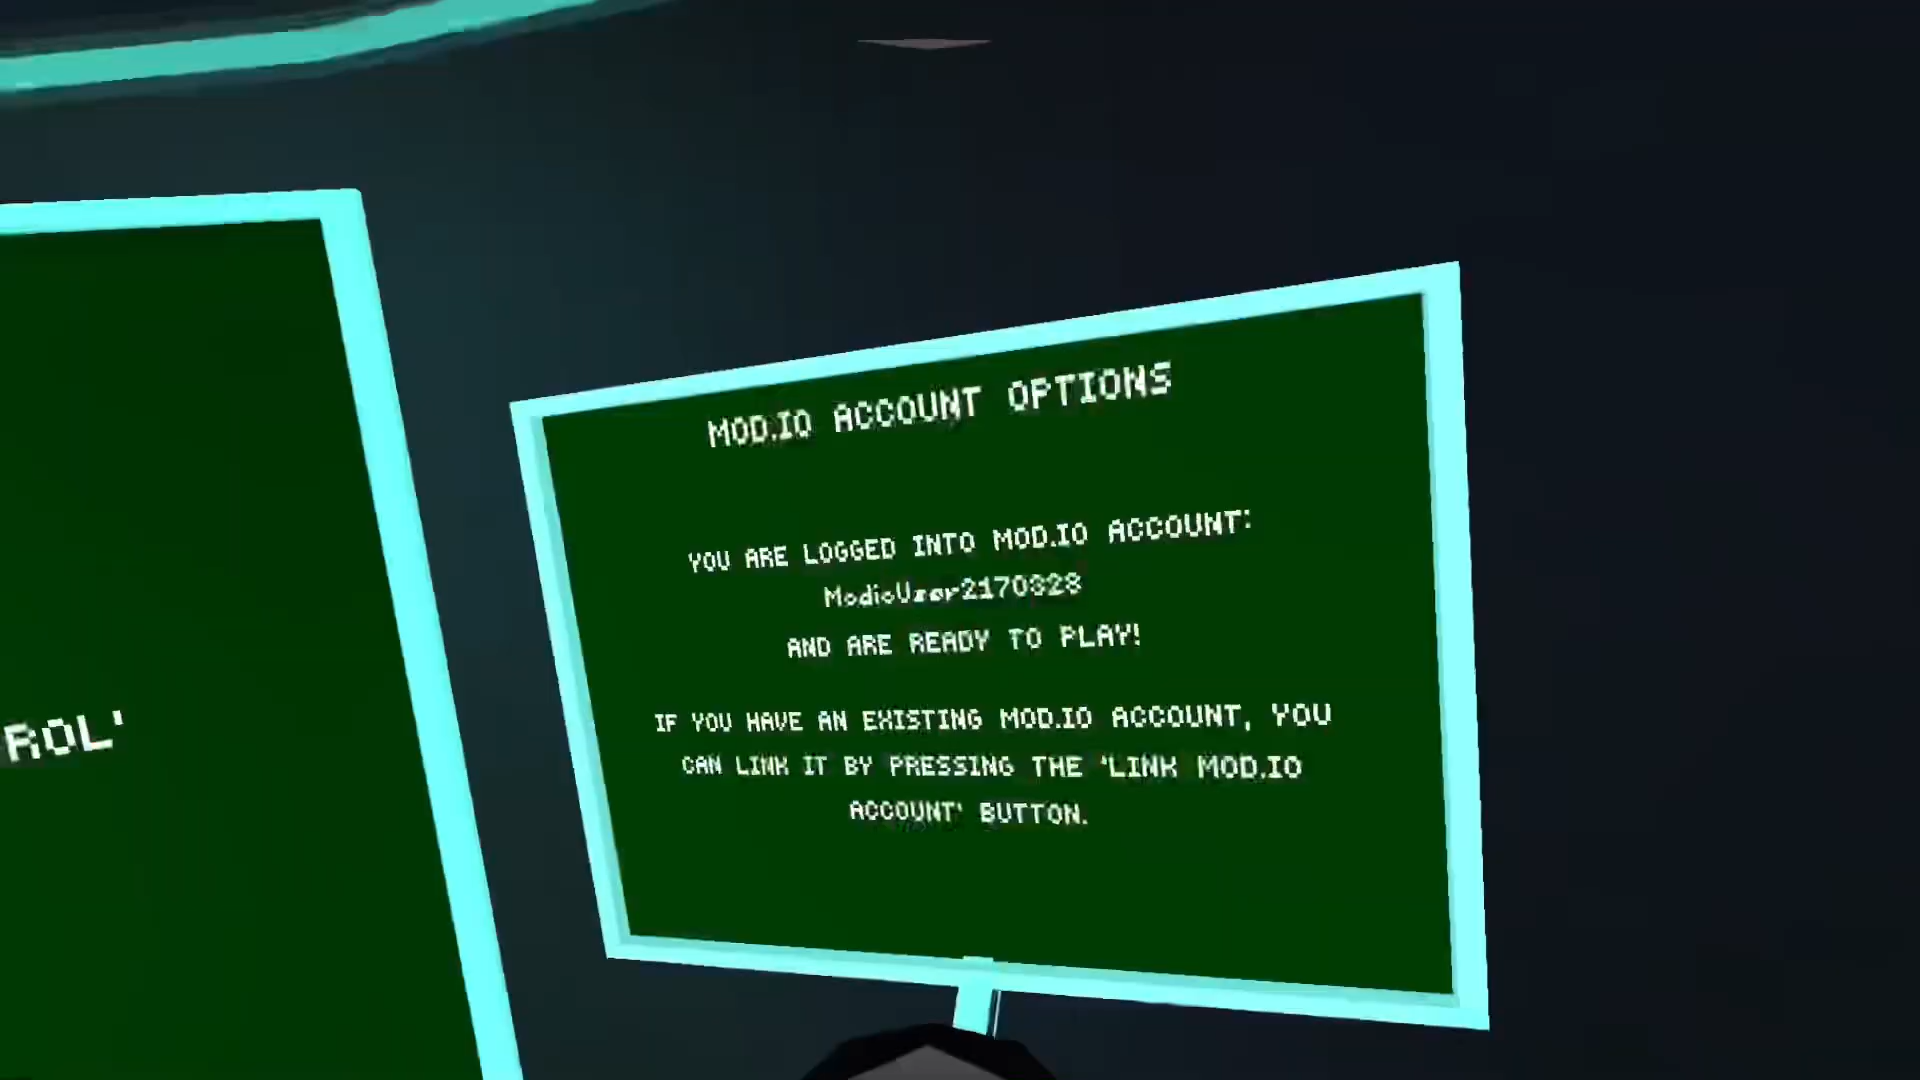 MOD.IO ACCOUNT OPTIONS
YOU ARE LOGGED INTO MOD.IO ACCOUNT:
ModioUser2170328
AND ARE READY TO PLAY!
IF YOU HAVE AN EXISTING MOD.IO ACCOUNT, YOU
CAN LINK IT BY PRESSING THE 'LINK MOD.IO
ACCOUNT' BUTTON.
ROL'